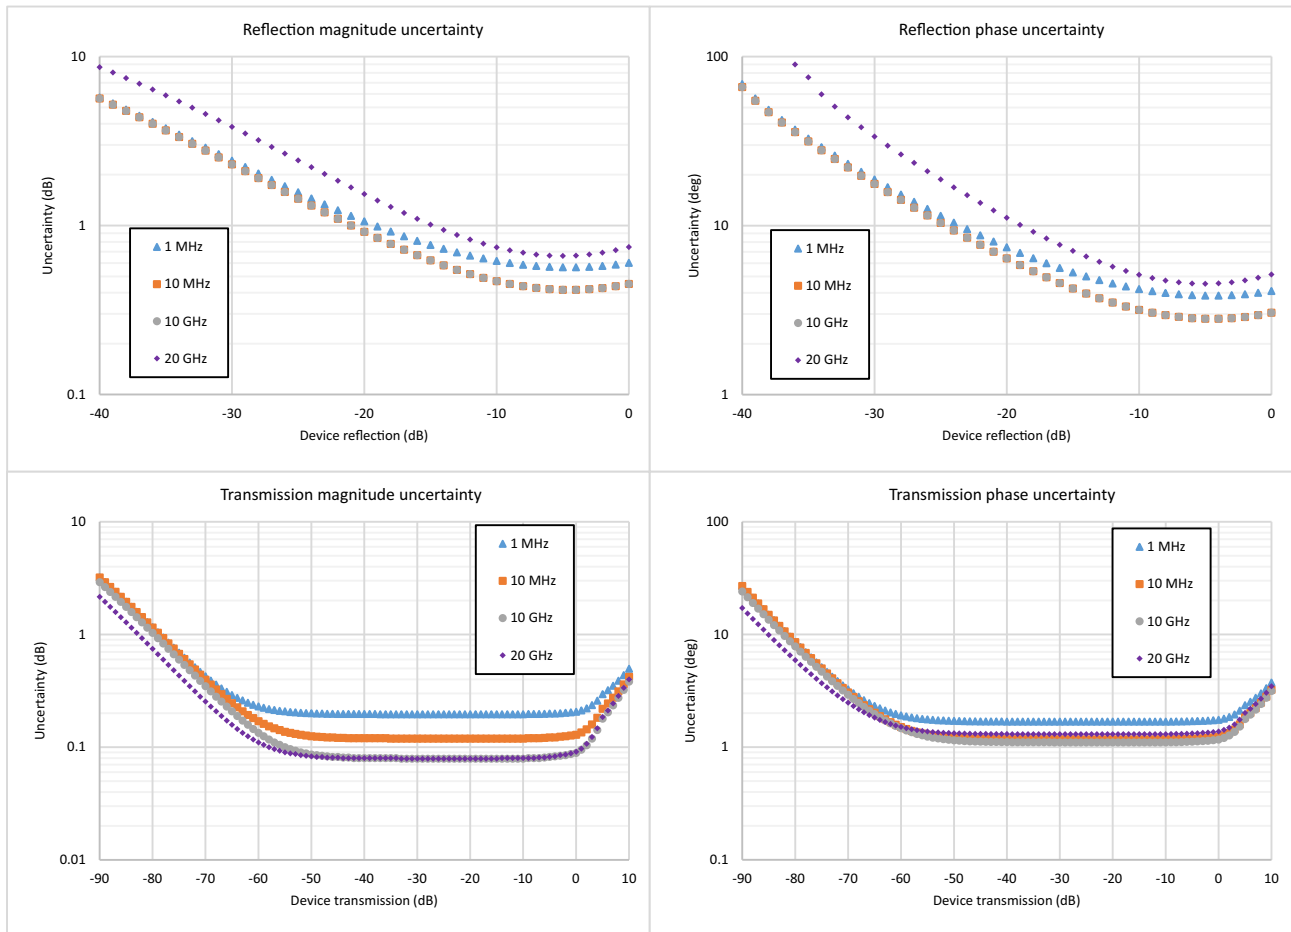 Reflection magnitude uncertainty
10
1
0.1
Uncertainty (dB)
1 MHz
10 MHz
10 GHz
20 GHz
-40 -30 -20 -10 0
Device reflection (dB)
Reflection phase uncertainty
100
10
1
Uncertainty (deg)
1 MHz
10 MHz
10 GHz
20 GHz
-40 -30 -20 -10 0
Device reflection (dB)
Transmission magnitude uncertainty
10
1
0.1
0.01
Uncertainty (dB)
1 MHz
10 MHz
10 GHz
20 GHz
-90 -80 -70 -60 -50 -40 -30 -20 -10 0 10
Device transmission (dB)
Transmission phase uncertainty
100
10
1
0.1
Uncertainty (deg)
1 MHz
10 MHz
10 GHz
20 GHz
-90 -80 -70 -60 -50 -40 -30 -20 -10 0 10
Device transmission (dB)